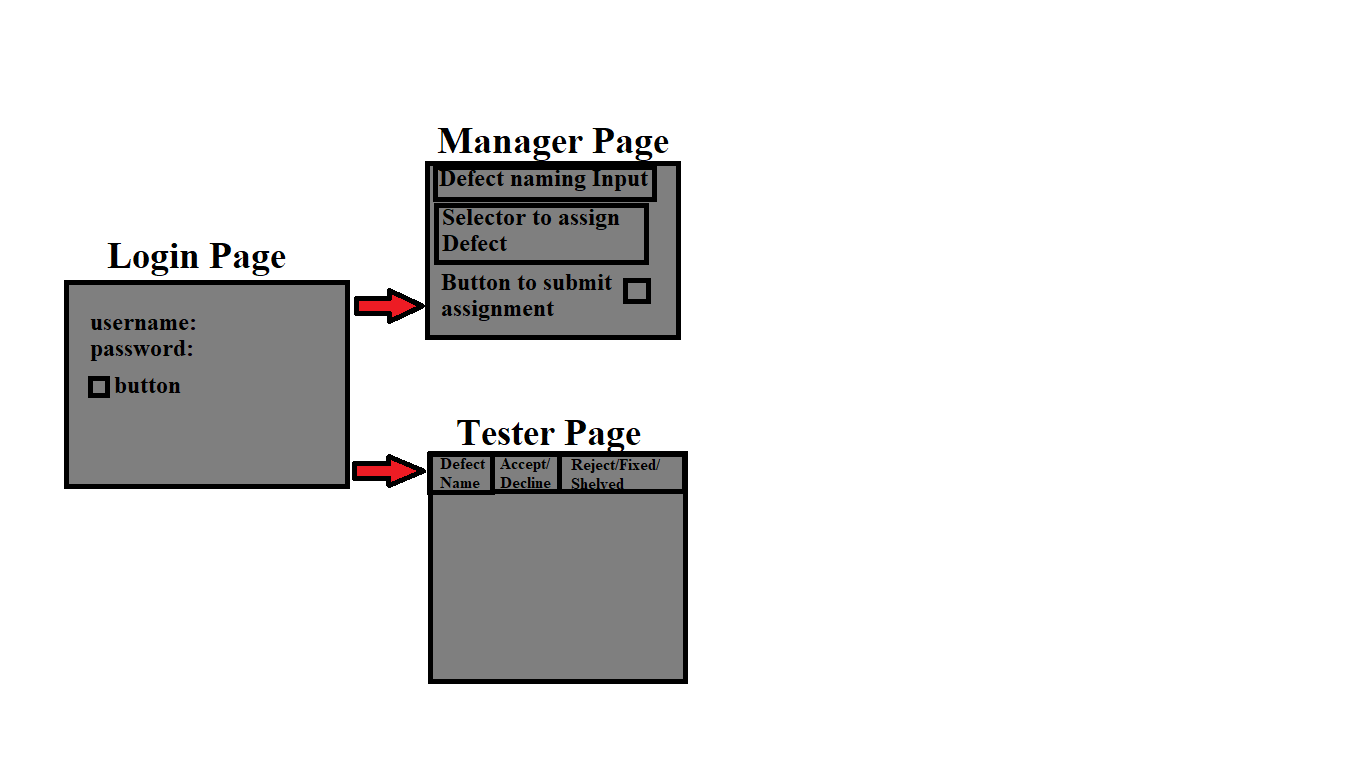 Manager Page
Defect naming Input
Selector to assign
Defect
Button to submit
assignment
Login Page
username:
password:
button
Tester Page
Defect
Name
Accept/
Decline
Reject/Fixed/
Shelved